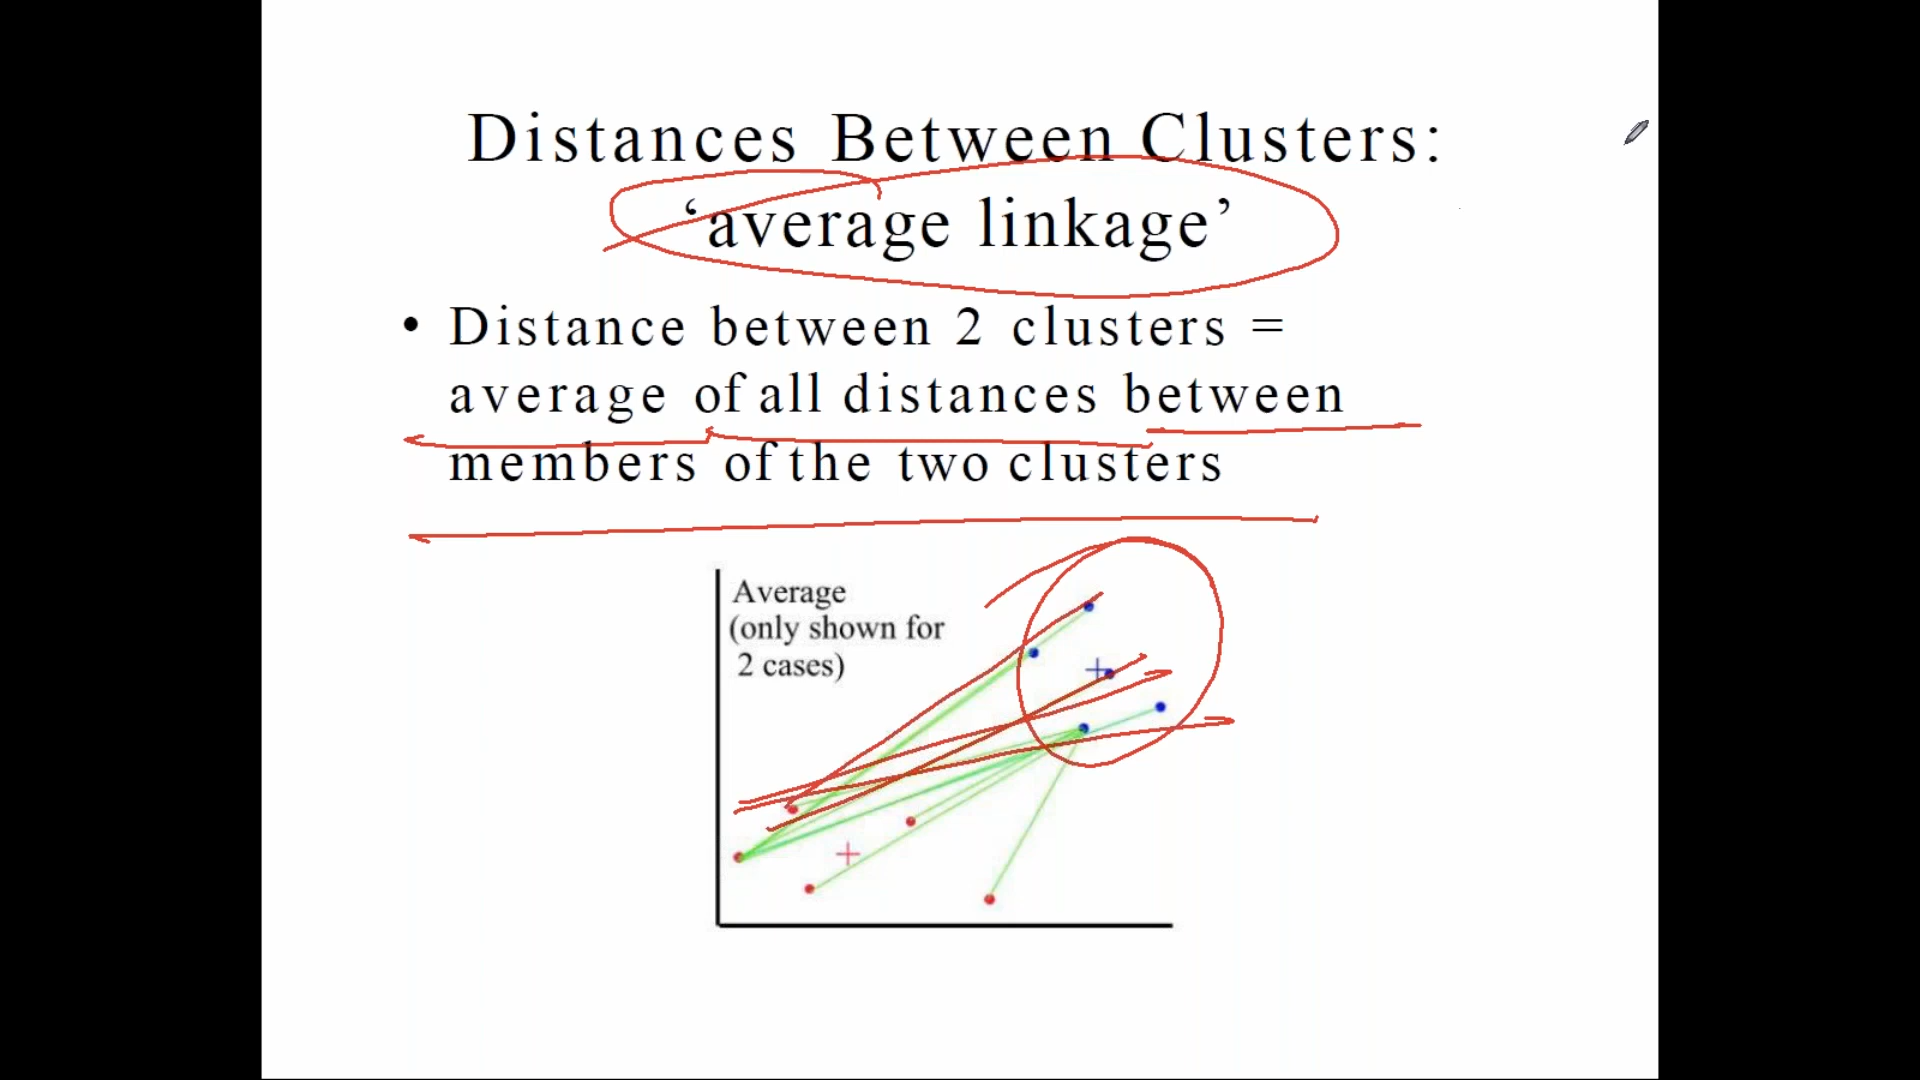 Distances Between Clusters:
‘average linkage’
• Distance between 2 clusters =
average of all distances between
members of the two clusters
Average
(only shown for
2 cases)